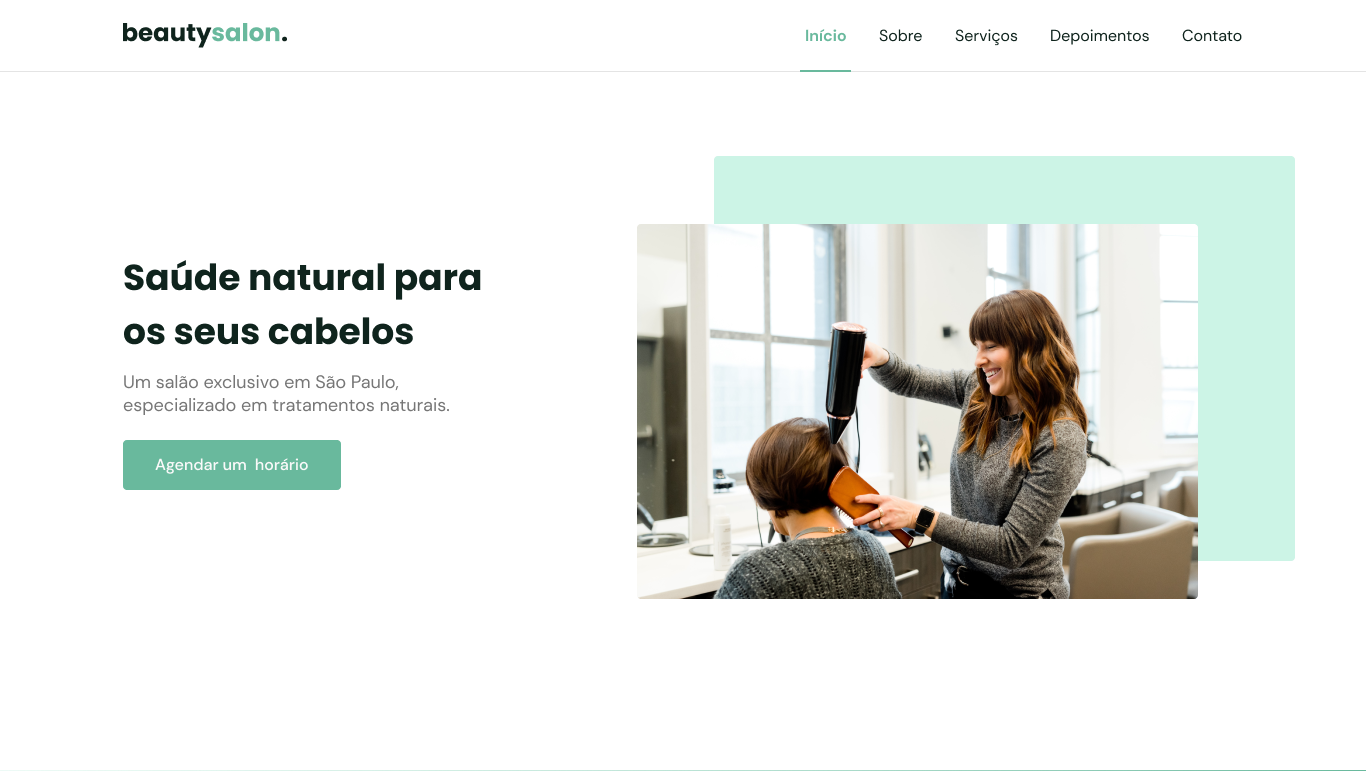 beautysalon.
Início Sobre Serviços Depoimentos Contato
Saúde natural para
os seus cabelos
Um salão exclusivo em São Paulo,
especializado em tratamentos naturais.
Agendar um  horário